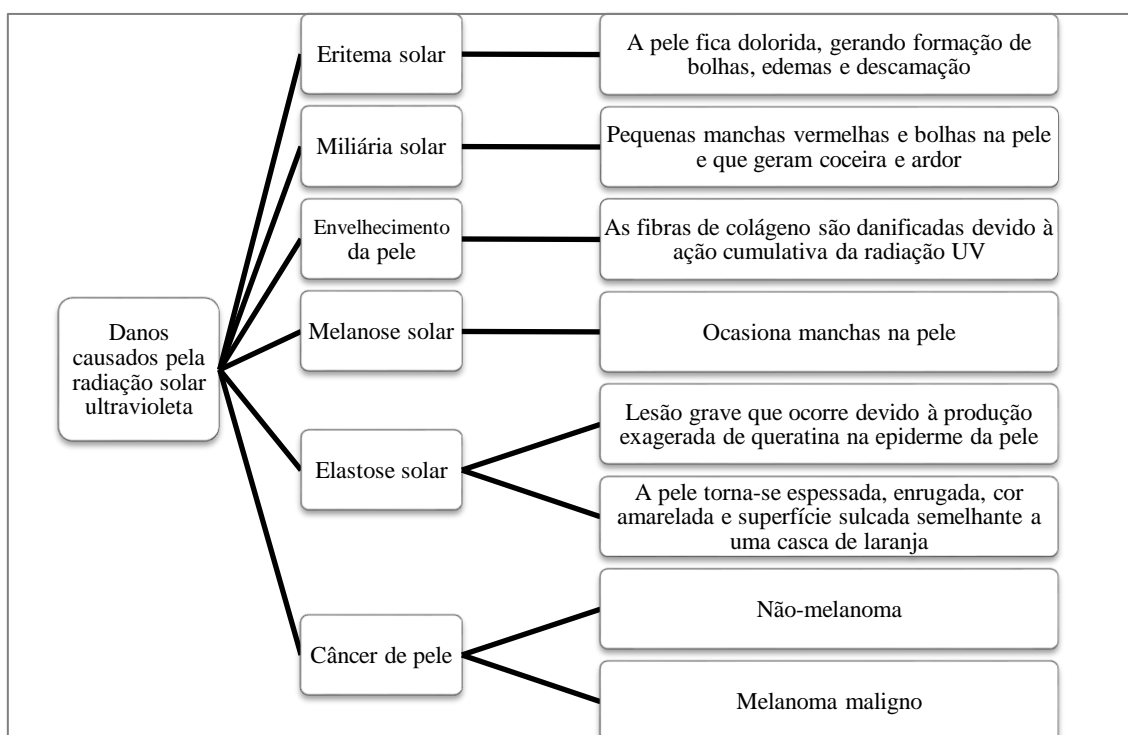 Danos
causados pela
radiação solar
ultravioleta
Eritema solar
A pele fica dolorida, gerando formação de
bolhas, edemas e descamação
Miliária solar
Pequenas manchas vermelhas e bolhas na pele
e que geram coceira e ardor
Envelhecimento
da pele
As fibras de colágeno são danificadas devido à
ação cumulativa da radiação UV
Melanose solar
Ocasiona manchas na pele
Elastose solar
Lesão grave que ocorre devido à produção
exagerada de queratina na epiderme da pele
A pele torna-se espessada, enrugada, cor
amarelada e superfície sulcada semelhante a
uma casca de laranja
Câncer de pele
Não-melanoma
Melanoma maligno